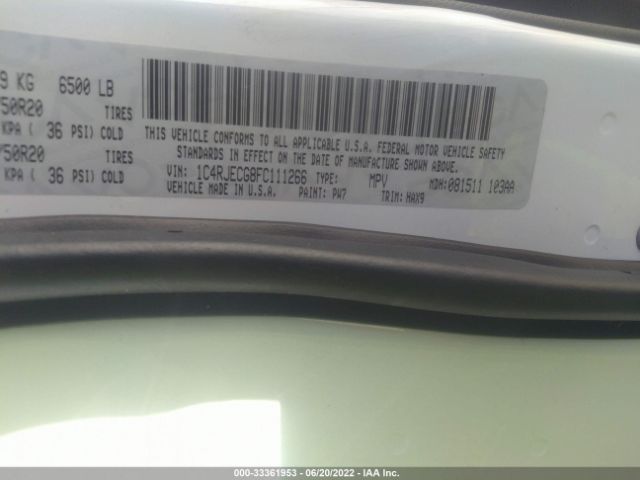 9 KG 6500 LB
50R20 TIRES
KPA ( 36 PSI) COLD
50R20 TIRES
KPA ( 36 PSI) COLD
THIS VEHICLE CONFORMS TO ALL APPLICABLE U.S.A. FEDERAL MOTOR VEHICLE SAFETY
STANDARDS IN EFFECT ON THE DATE OF MANUFACTURE SHOWN ABOVE.
VIN: 1C4RJECG8FC111266 TYPE: MPV MDH: 081511 103AA
VEHICLE MADE IN U.S.A. PAINT: PW7 TRIM: HAX9
000-33361953 - 06/20/2022 - IAA Inc.